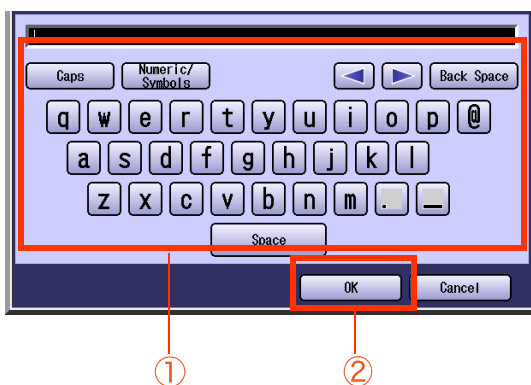 Caps Numeric/ Symbols Back Space
q w e r t y u i o p @
a s d f g h j k l
z x c v b n m . _
Space
OK Cancel
① ②